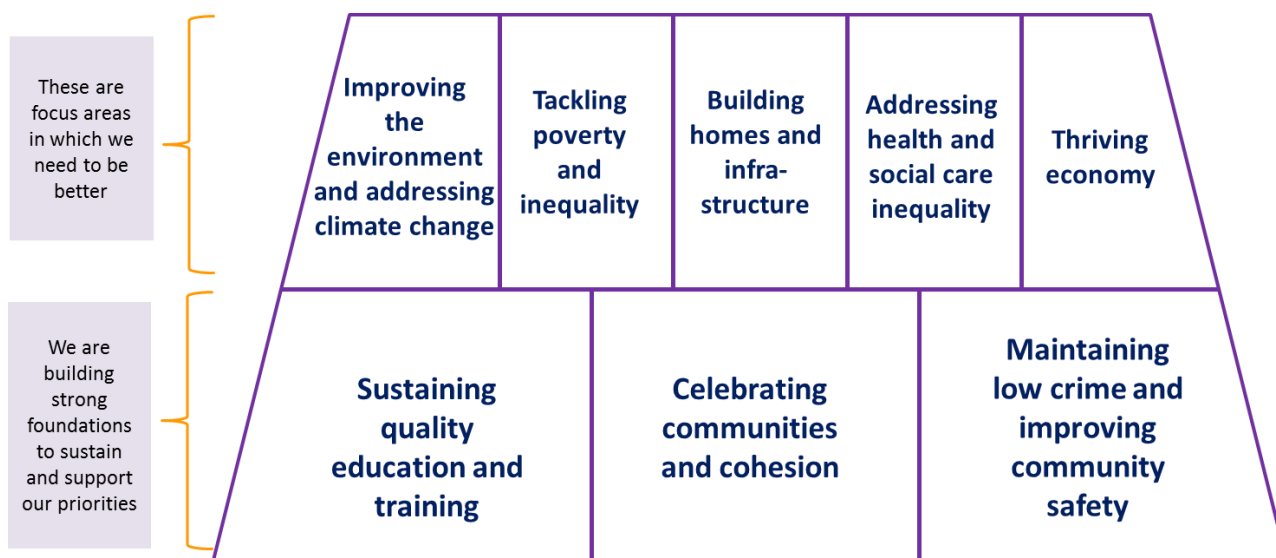 These are
focus areas
in which we
need to be
better
Improving
the
environment
and addressing
climate change
Tackling
poverty
and
inequality
Building
homes and
infra-
structure
Addressing
health and
social care
inequality
Thriving
economy
We are
building
strong
foundations
to sustain
and support
our priorities
Sustaining
quality
education and
training
Celebrating
communities
and cohesion
Maintaining
low crime and
improving
community
safety